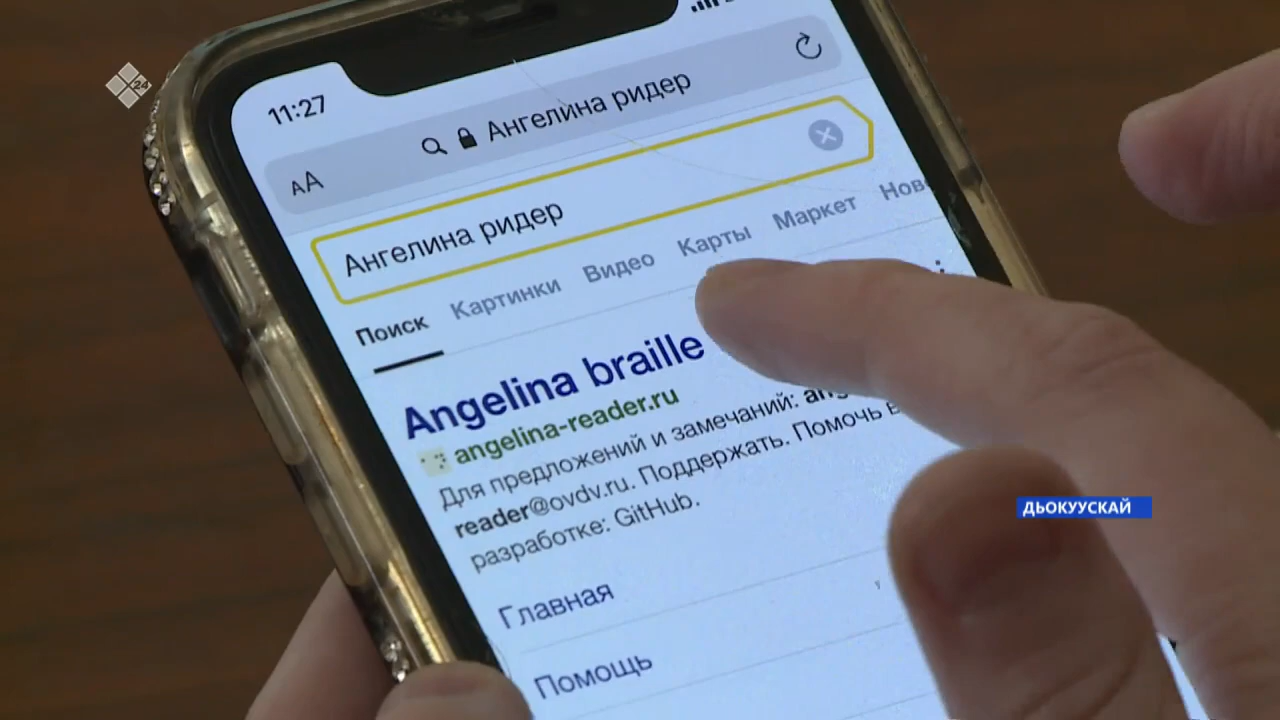 24
11:27
АА
Ангелина ридер
Ангелина ридер
Поиск Картинки Видео Карты Маркет
Angelina braille
angelina-reader.ru
Для предложений и замечаний:
reader@ovdv.ru. Поддержать. Помочь в
разработке: GitHub.
Главная
Помощь
ДЬОКУУСКАЙ